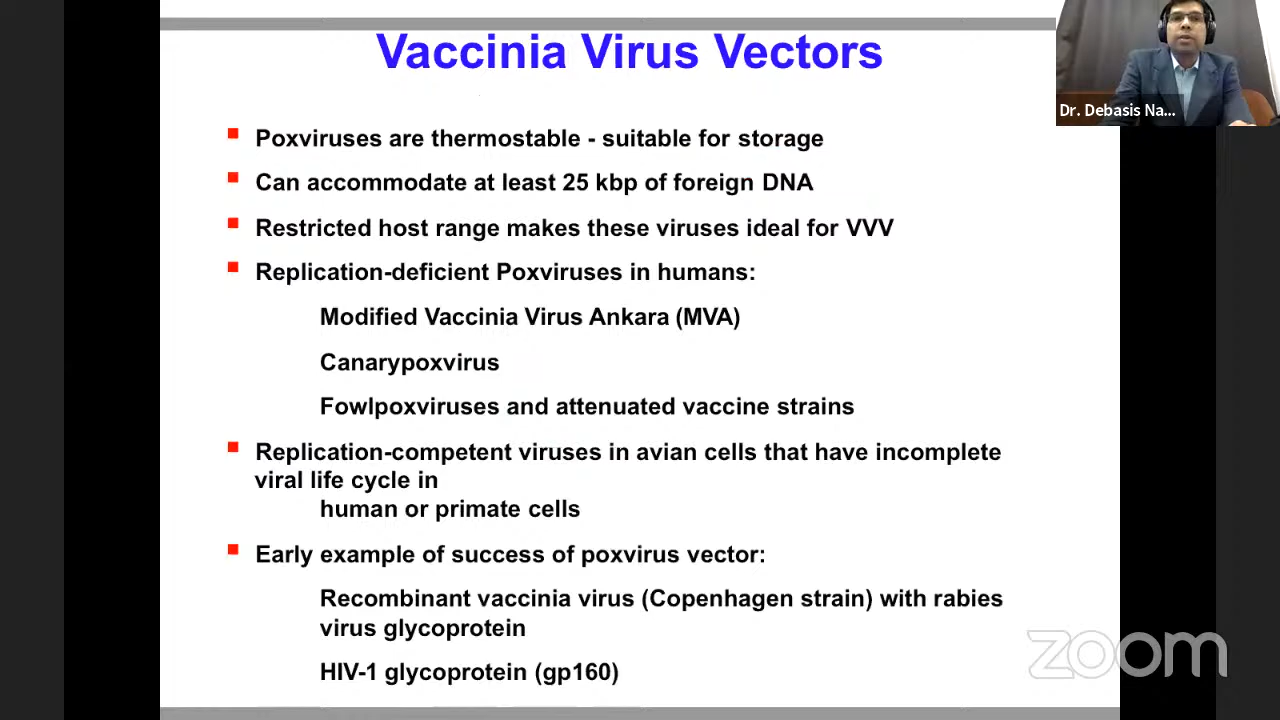 Vaccinia Virus Vectors
Dr. Debasis Na...
Poxviruses are thermostable - suitable for storage
Can accommodate at least 25 kbp of foreign DNA
Restricted host range makes these viruses ideal for VVV
Replication-deficient Poxviruses in humans:
Modified Vaccinia Virus Ankara (MVA)
Canarypoxvirus
Fowlpoxviruses and attenuated vaccine strains
Replication-competent viruses in avian cells that have incomplete
viral life cycle in
human or primate cells
Early example of success of poxvirus vector:
Recombinant vaccinia virus (Copenhagen strain) with rabies
virus glycoprotein
HIV-1 glycoprotein (gp160)
zoom